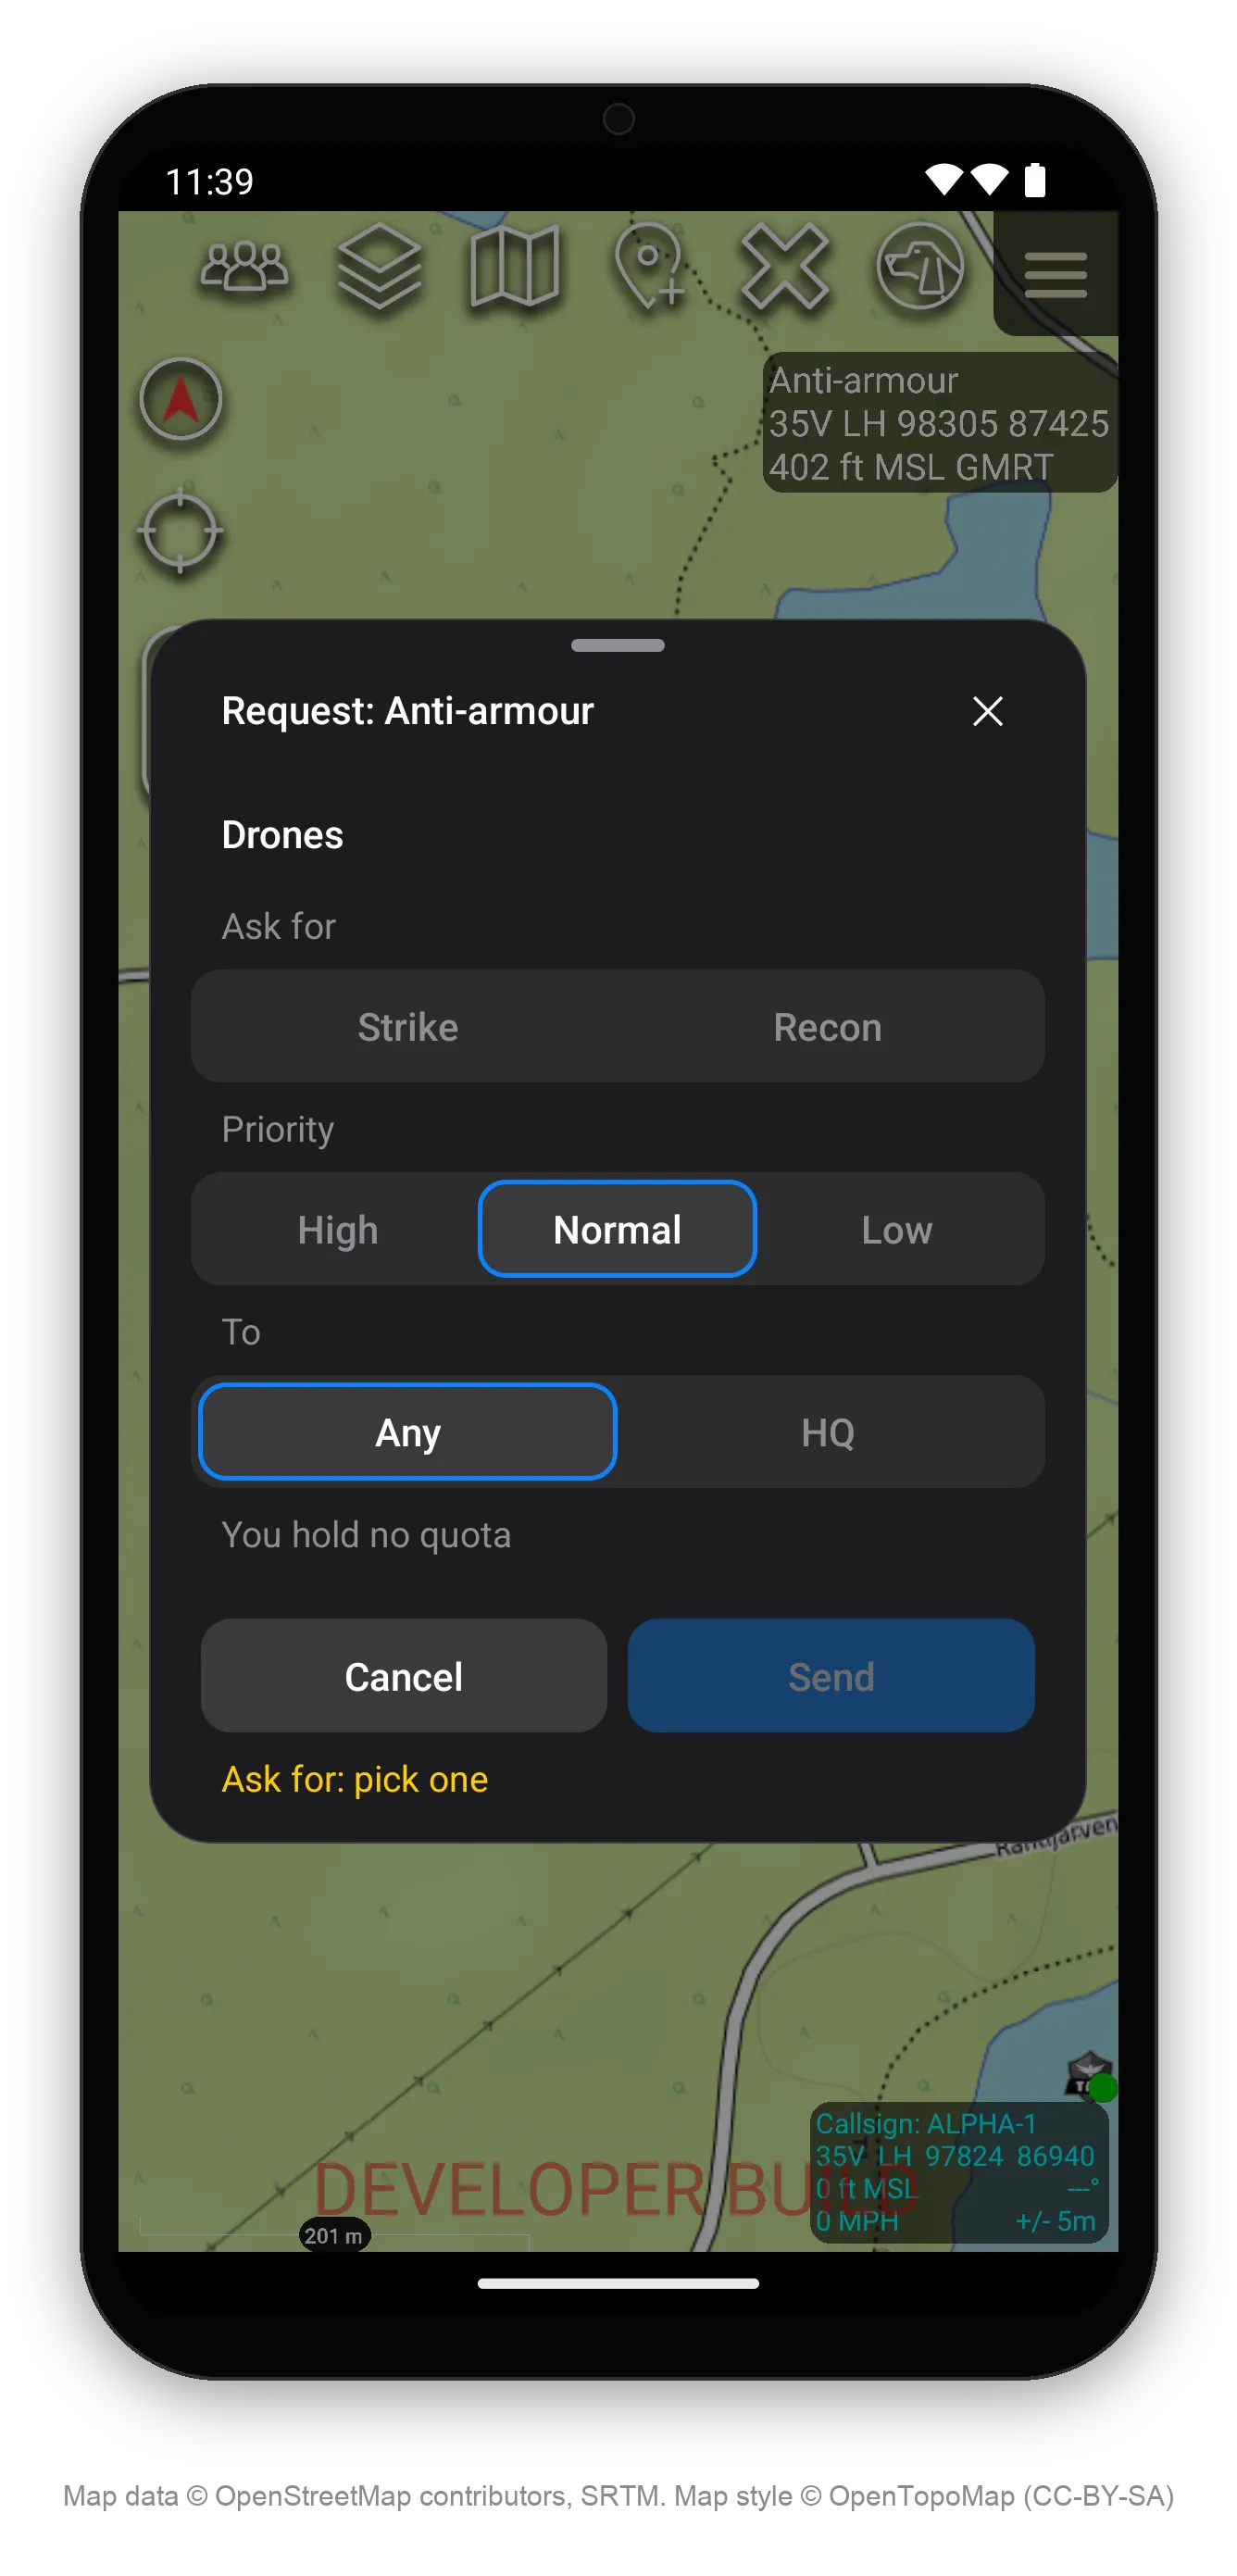 11:39
Anti-armour
35V LH 98305 87425
402 ft MSL GMRT
Request: Anti-armour
Drones
Ask for
Strike Recon
Priority
High Normal Low
To
Any HQ
You hold no quota
Cancel Send
Ask for: pick one
Callsign: ALPHA-1
35V LH 97824 86940
0 ft MSL ---°
0 MPH +/- 5m
DEVELOPER BUILD
201 m
Map data © OpenStreetMap contributors, SRTM. Map style © OpenTopoMap (CC-BY-SA)